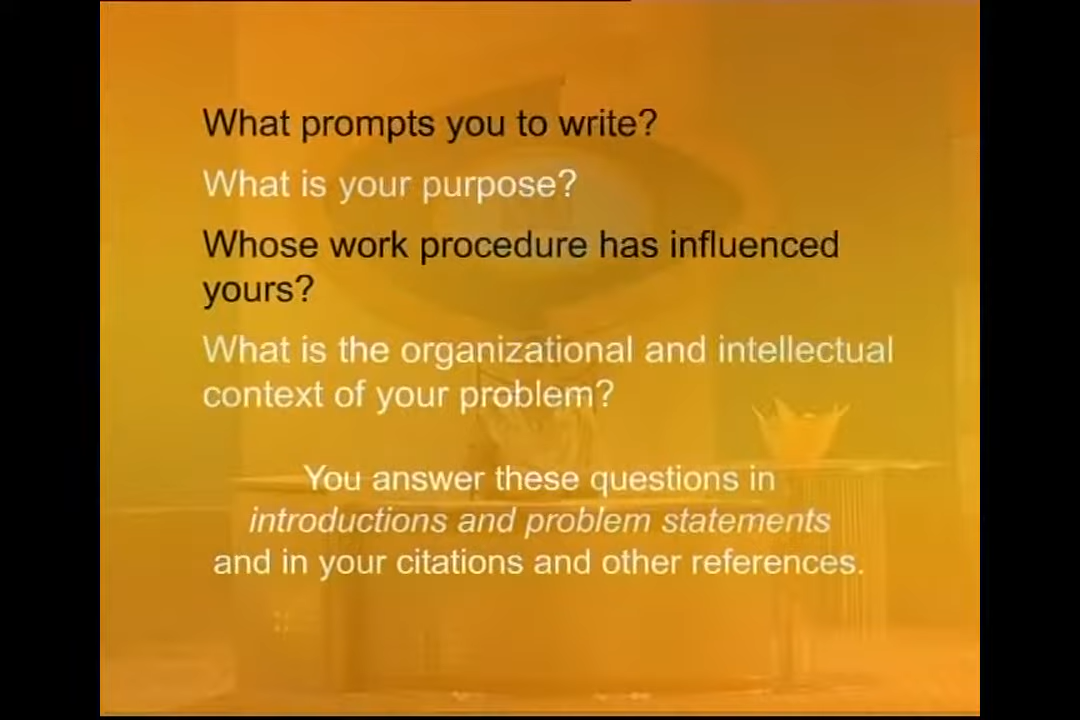 What prompts you to write?
What is your purpose?
Whose work procedure has influenced
yours?
What is the organizational and intellectual
context of your problem?
You answer these questions in
introductions and problem statements
and in your citations and other references.